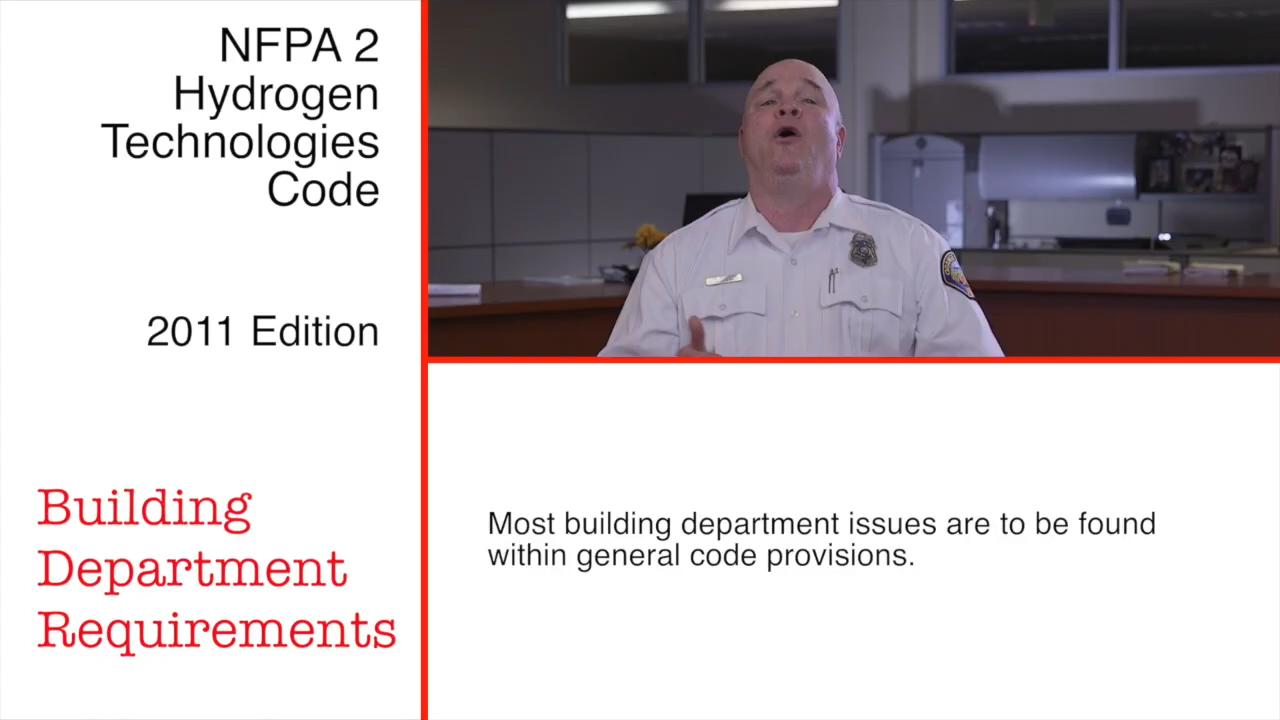 NFPA 2
Hydrogen
Technologies
Code
2011 Edition
Building
Department
Requirements
Most building department issues are to be found
within general code provisions.